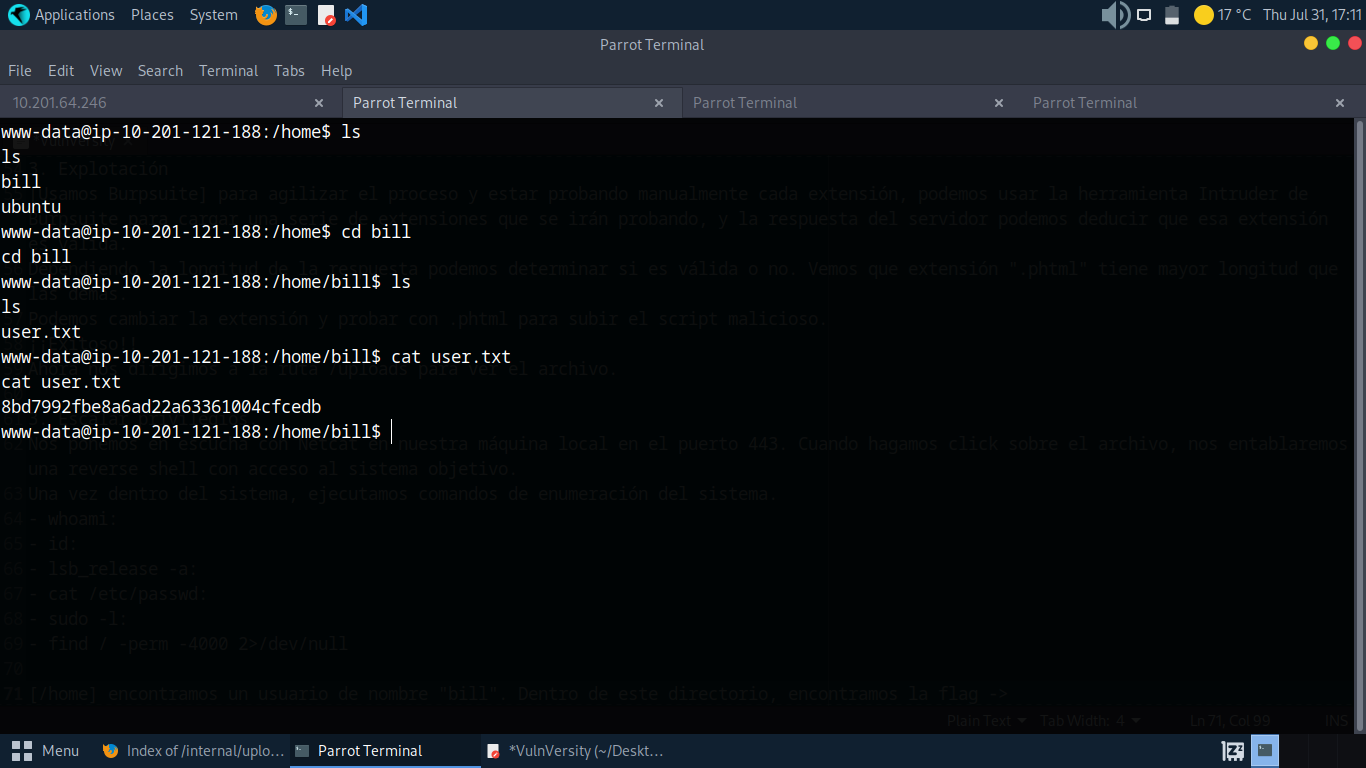 Applications Places System 17 °C Thu Jul 31, 17:11
Parrot Terminal
File Edit View Search Terminal Tabs Help
10.201.64.246 × Parrot Terminal × Parrot Terminal × Parrot Terminal ×
www-data@ip-10-201-121-188:/home$ ls
ls
3. Explotación
bill
Usamos Burpsuite] para agilizar el proceso y estar probando manualmente cada extensión, podemos usar la herramienta Intruder de
ubuntu
para cargar una serie de extensiones que se irán probando, y la respuesta del servidor podemos deducir que esa extensión
www-data@ip-10-201-121-188:/home$ cd bill
válida.
cd bill
la longitud de la respuesta podemos determinar si es válida o no. Vemos que extensión ".phtml" tiene mayor longitud que
www-data@ip-10-201-121-188:/home/bill$ ls
las demás.
ls
Podemos cambiar la extensión y probar con .phtml para subir el script malicioso.
user.txt
www-data@ip-10-201-121-188:/home/bill$ cat user.txt
Ahora nos dirigimos a la ruta /uploads para ver el archivo.
cat user.txt
8bd7992fbe8a6ad22a63361004cfcedb
www-data@ip-10-201-121-188:/home/bill$
Nos ponemos en escucha con Netcat en nuestra máquina local en el puerto 443. Cuando hagamos click sobre el archivo, nos entablaremos
una reverse shell con acceso al sistema objetivo.
63 Una vez dentro del sistema, ejecutamos comandos de enumeración del sistema.
64 - whoami:
65 - id:
66 - lsb_release -a:
67 - cat /etc/passwd:
68 - sudo -l:
69 - find / -perm -4000 2>/dev/null
70
71 [/home] encontramos un usuario de nombre "bill". Dentro de este directorio, encontramos la flag ->
Plain Text Tab Width: 4 Ln 71, Col 99 INS
Menu Index of /internal/uplo... Parrot Terminal *VulnVersity (~/Deskt...